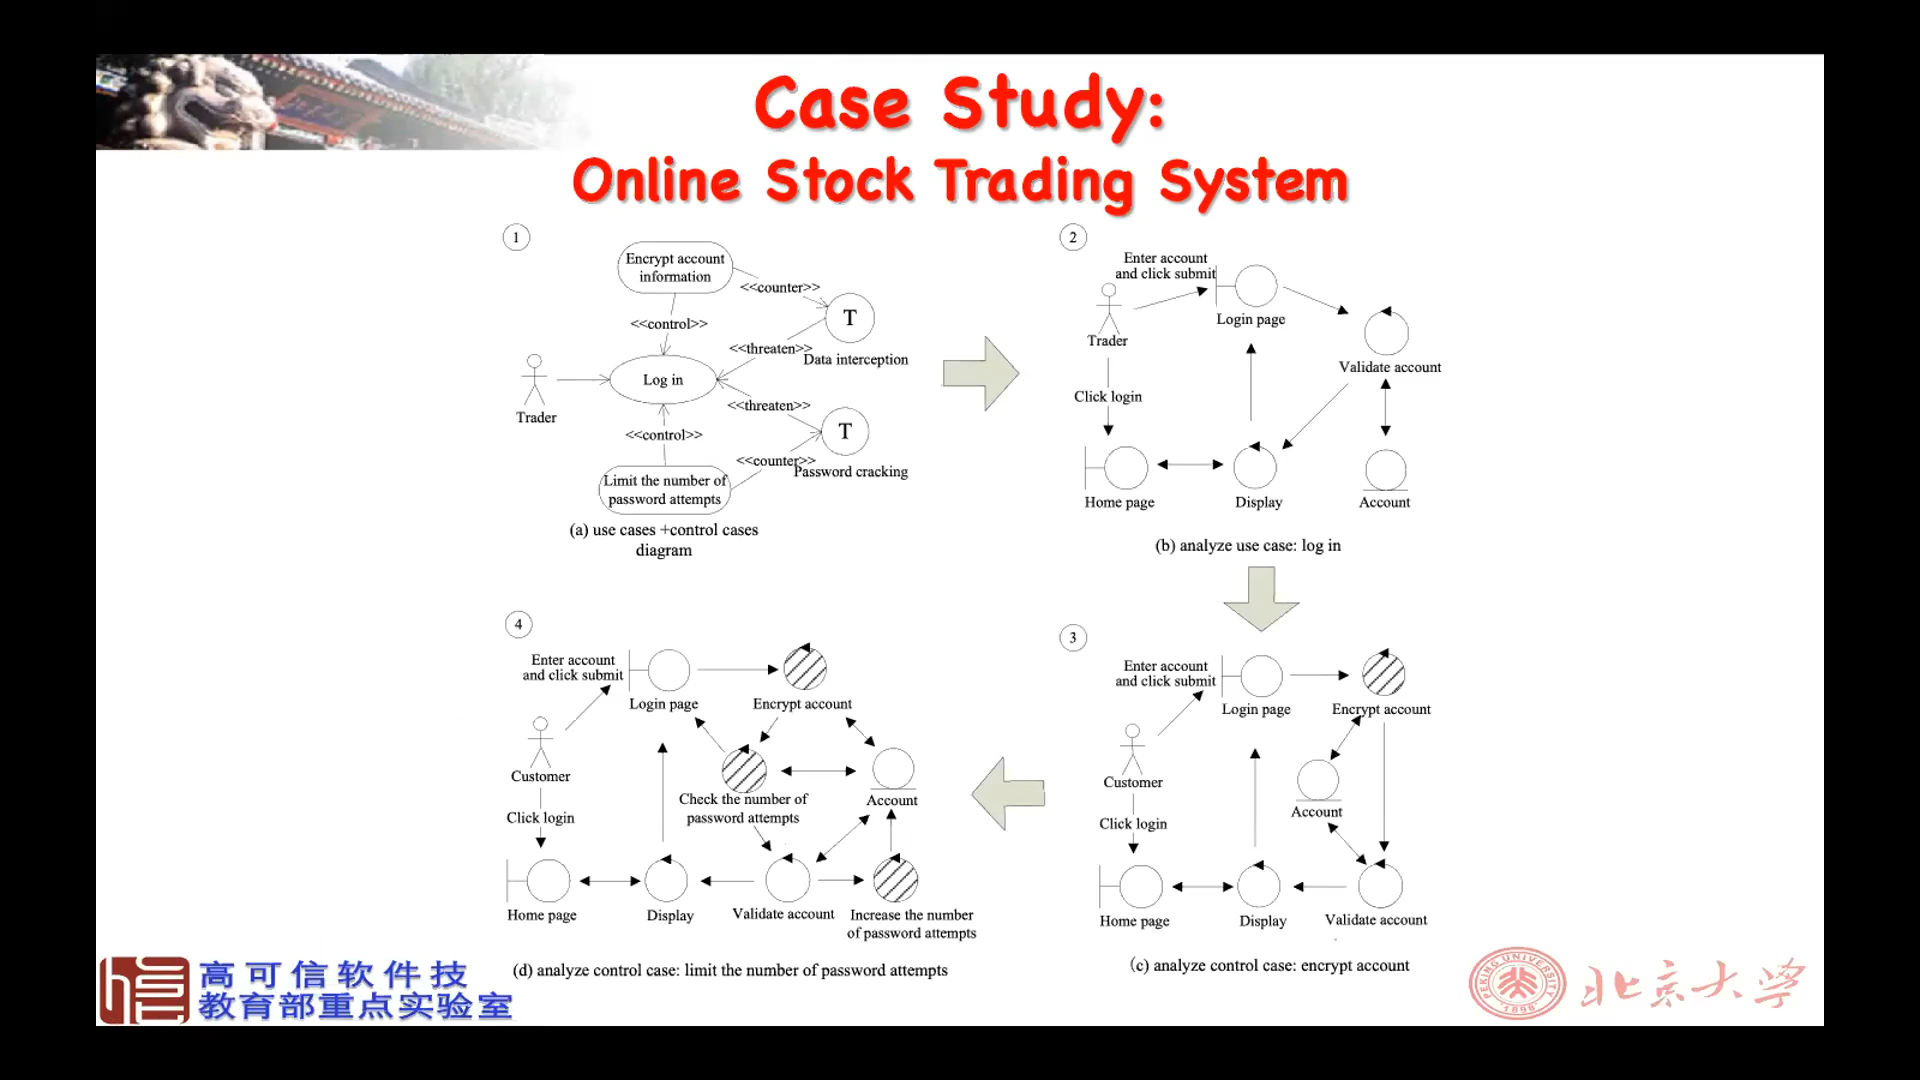 Case Study:
Online Stock Trading System
1
Encrypt account
information
<<counter>>
T
<<control>>
<<threaten>>
Data interception
Log in
Trader
<<threaten>>
<<control>>
T
<<counter>>
Password cracking
Limit the number of
password attempts
(a) use cases +control cases
diagram
2
Enter account
and click submit
Login page
Trader
Validate account
Click login
Home page
Display
Account
(b) analyze use case: log in
3
Enter account
and click submit
Login page
Encrypt account
Customer
Account
Click login
Home page
Display
Validate account
(c) analyze control case: encrypt account
4
Enter account
and click submit
Login page
Encrypt account
Customer
Check the number of
password attempts
Account
Click login
Home page
Display
Validate account
Increase the number
of password attempts
(d) analyze control case: limit the number of password attempts
高可信软件技
教育部重点实验室
PEKING UNIVERSITY
1898
北京大学